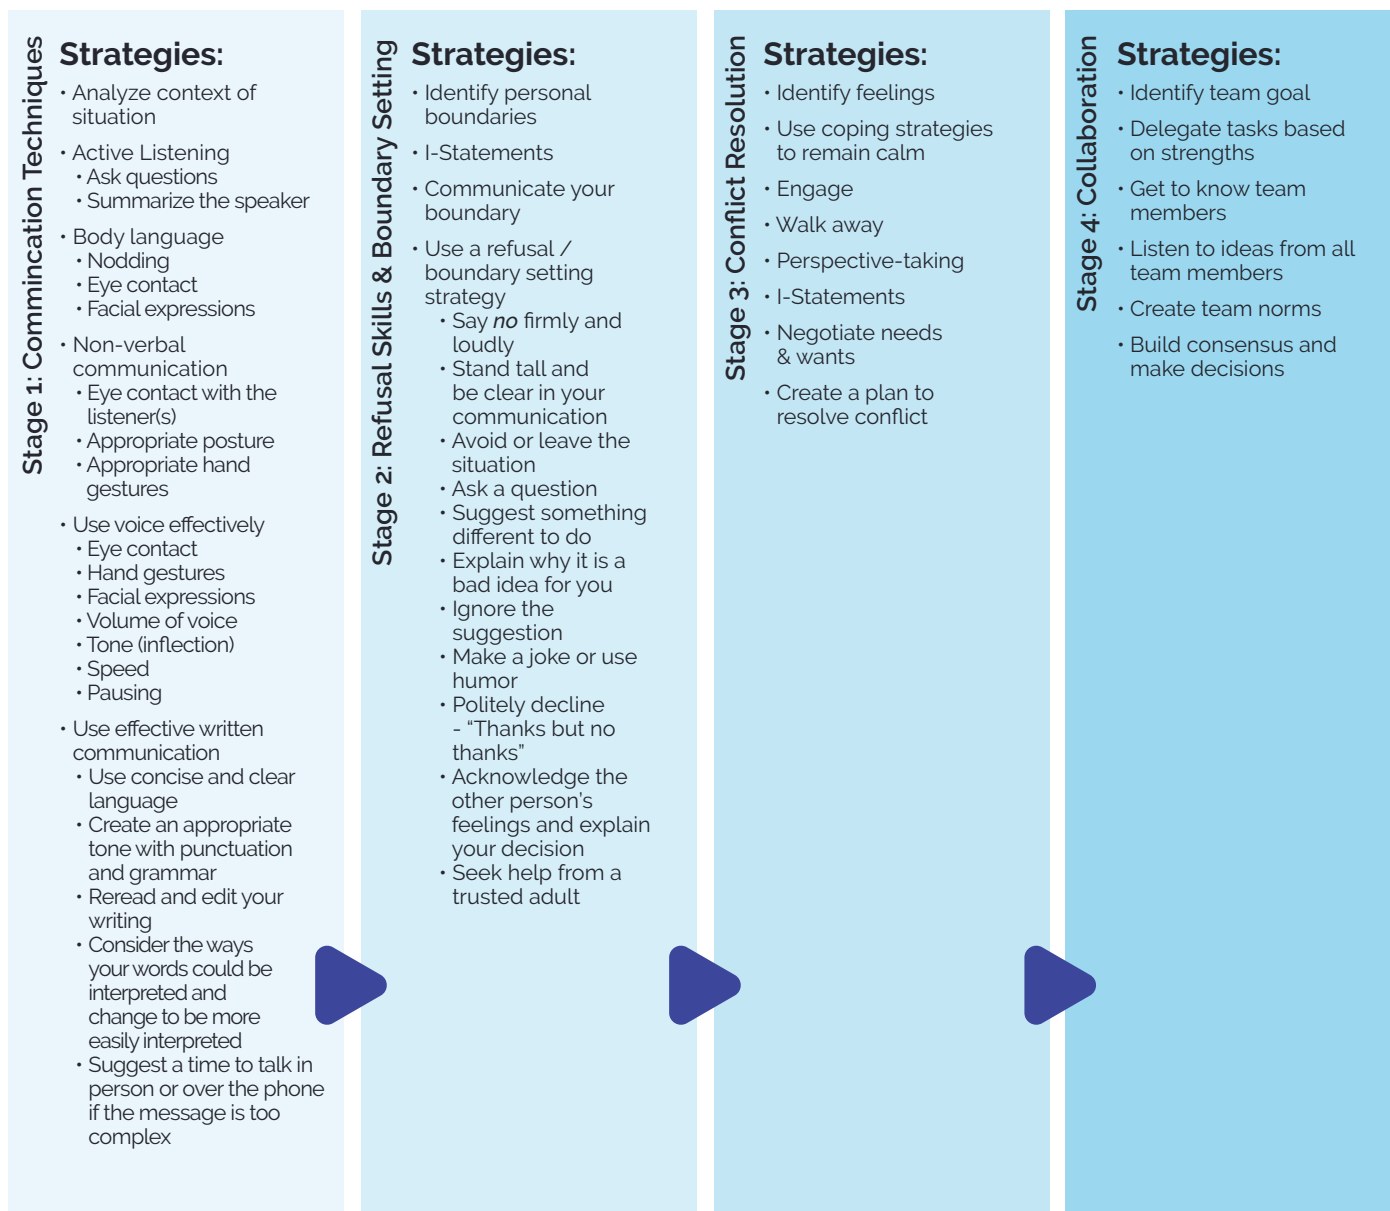 Stage 1: Commincation Techniques
Strategies:
• Analyze context of
situation
• Active Listening
• Ask questions
• Summarize the speaker
• Body language
• Nodding
• Eye contact
• Facial expressions
• Non-verbal
communication
• Eye contact with the
listener(s)
• Appropriate posture
• Appropriate hand
gestures
• Use voice effectively
• Eye contact
• Hand gestures
• Facial expressions
• Volume of voice
• Tone (inflection)
• Speed
• Pausing
• Use effective written
communication
• Use concise and clear
language
• Create an appropriate
tone with punctuation
and grammar
• Reread and edit your
writing
• Consider the ways
your words could be
interpreted and
change to be more
easily interpreted
• Suggest a time to talk in
person or over the phone
if the message is too
complex
Stage 2: Refusal Skills & Boundary Setting
Strategies:
• Identify personal
boundaries
• I-Statements
• Communicate your
boundary
• Use a refusal /
boundary setting
strategy
• Say no firmly and
loudly
• Stand tall and
be clear in your
communication
• Avoid or leave the
situation
• Ask a question
• Suggest something
different to do
• Explain why it is a
bad idea for you
• Ignore the
suggestion
• Make a joke or use
humor
• Politely decline
- “Thanks but no
thanks”
• Acknowledge the
other person’s
feelings and explain
your decision
• Seek help from a
trusted adult
Stage 3: Conflict Resolution
Strategies:
• Identify feelings
• Use coping strategies
to remain calm
• Engage
• Walk away
• Perspective-taking
• I-Statements
• Negotiate needs
& wants
• Create a plan to
resolve conflict
Stage 4: Collaboration
Strategies:
• Identify team goal
• Delegate tasks based
on strengths
• Get to know team
members
• Listen to ideas from all
team members
• Create team norms
• Build consensus and
make decisions